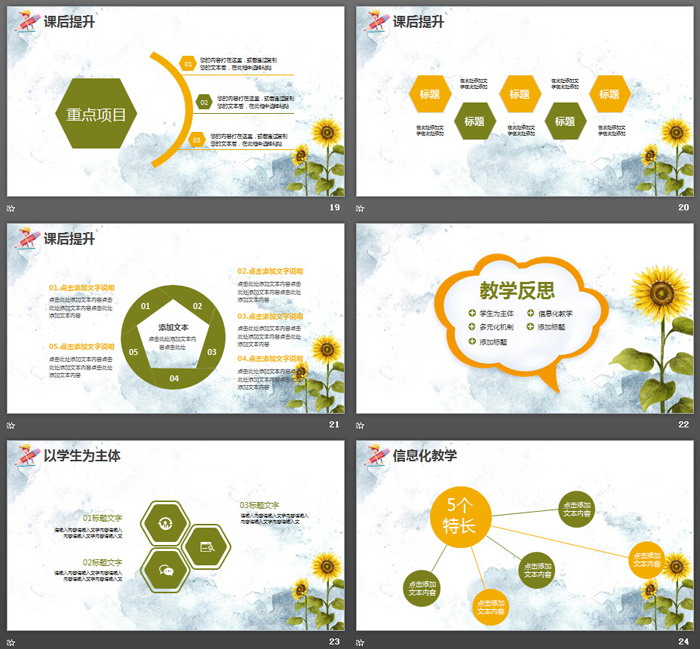 课后提升
重点项目
01
您的内容打在这里，或者通过复制
您的文本后，在此框中选择粘贴
02
您的内容打在这里，或者通过复制
您的文本后，在此框中选择粘贴
03
您的内容打在这里，或者通过复制
您的文本后，在此框中选择粘贴
19
课后提升
标题
在此处添加文
字在此处添加
标题
在此处添加文
字在此处添加
标题
在此处添加文
字在此处添加
标题
在此处添加文
字在此处添加
标题
在此处添加文
字在此处添加
20
课后提升
01.点击添加文字说明
点击此处添加文本内容点击
此处添加文本内容点击此处
添加文本内容
05.点击添加文字说明
点击此处添加文本内容点击
此处添加文本内容点击此处
添加文本内容
01
02
03
04
05
添加文本
点击此处添加文本内容
点击此处
02.点击添加文字说明
点击此处添加文本内容点击
此处添加文本内容点击此处
添加文本内容
03.点击添加文字说明
点击此处添加文本内容点击
此处添加文本内容点击此处
添加文本内容
04.点击添加文字说明
点击此处添加文本内容点击
此处添加文本内容点击此处
添加文本内容
21
教学反思
学生为主体
信息化教学
多元化机制
添加标题
添加标题
22
以学生为主体
01标题文字
请输入内容请输入文字内容请输入
内容请输入文字内容请输入文
02标题文字
请输入内容请输入文字内容请输入
内容请输入文字内容请输入文
03标题文字
请输入内容请输入文字内容请输入
内容请输入文字内容请输入文
23
信息化教学
5个
特长
点击添加
文本内容
点击添加
文本内容
点击添加
文本内容
点击添加
文本内容
点击添加
文本内容
24